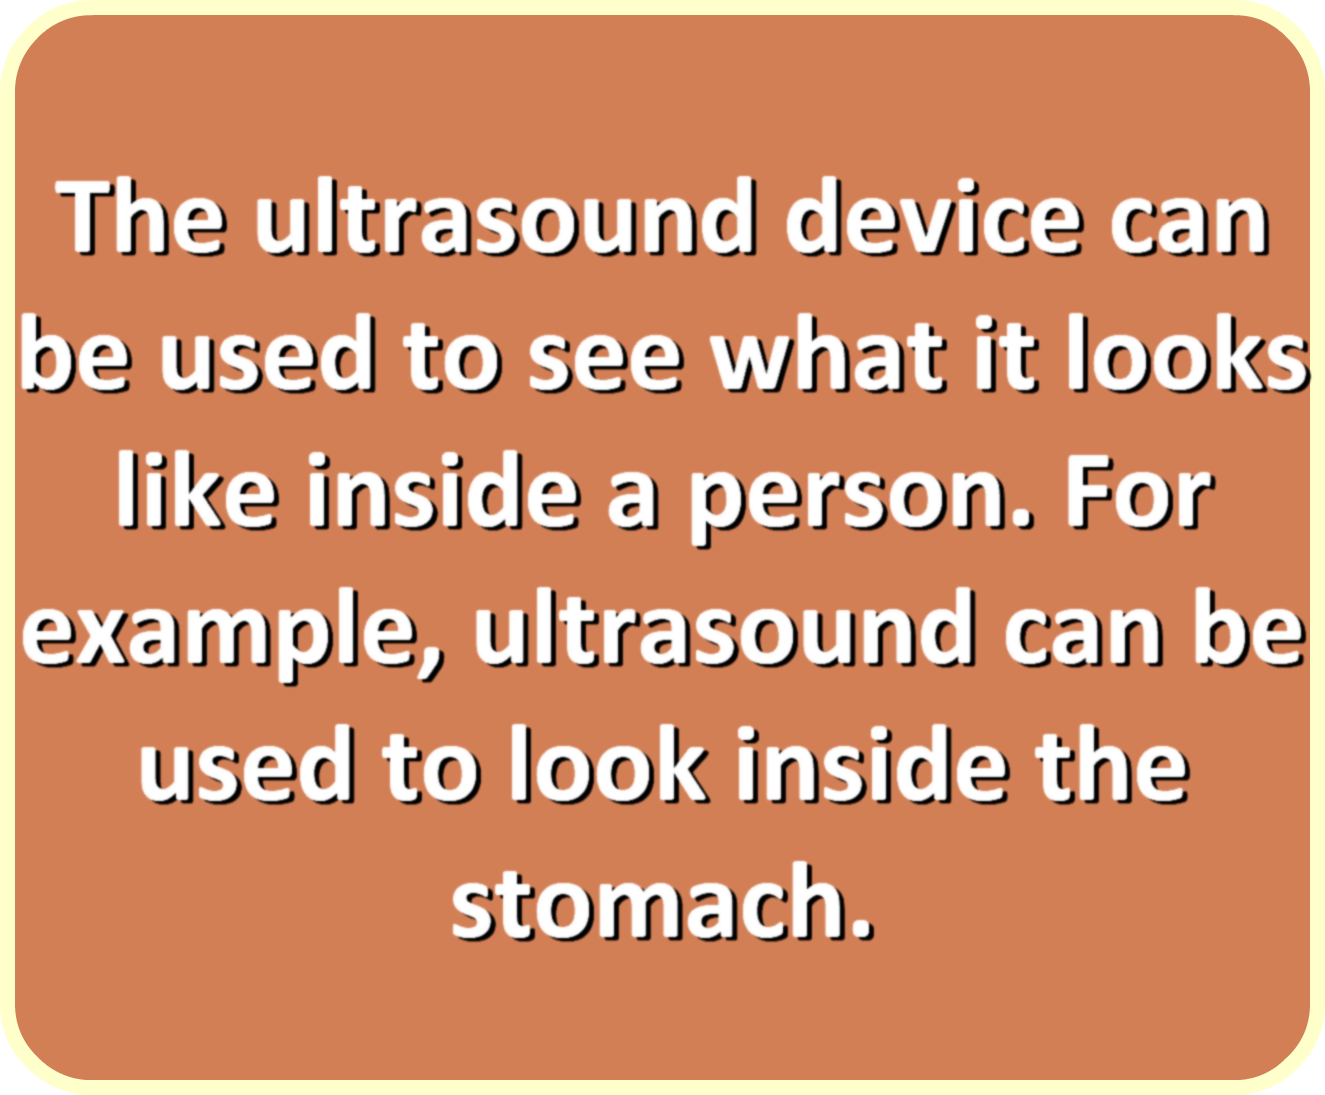 The ultrasound device can
be used to see what it looks
like inside a person. For
example, ultrasound can be
used to look inside the
stomach.